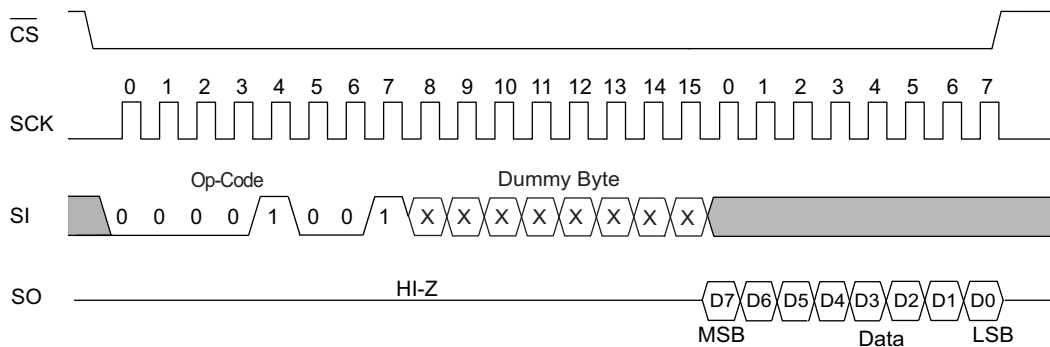 CS
0 1 2 3 4 5 6 7 8 9 10 11 12 13 14 15 0 1 2 3 4 5 6 7
SCK
Op-Code Dummy Byte
SI 0 0 0 0 1 0 0 1 X X X X X X X X
HI-Z
SO D7 D6 D5 D4 D3 D2 D1 D0
MSB Data LSB